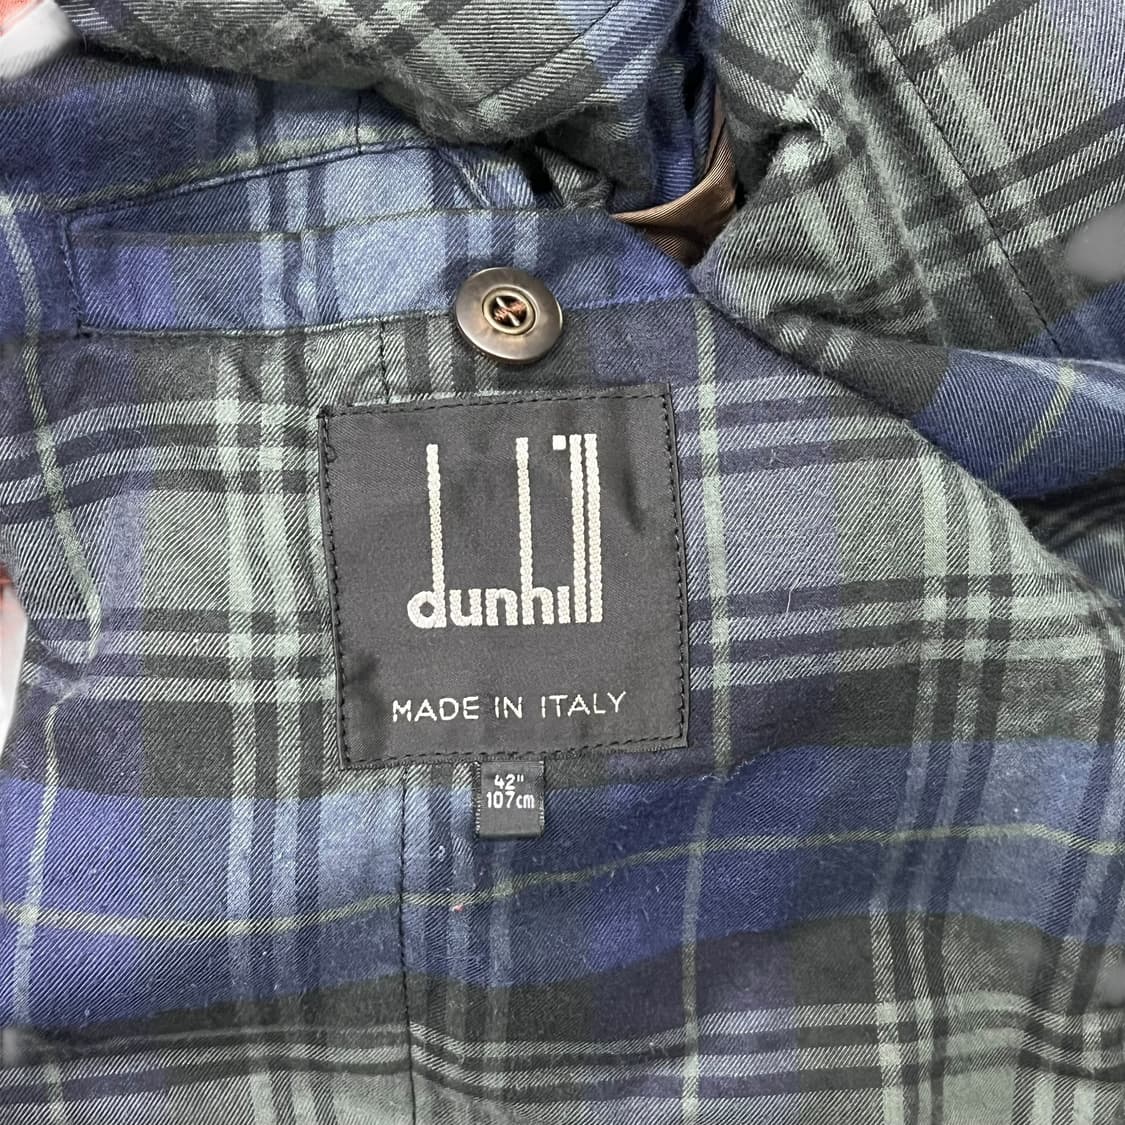 dunhill
MADE IN ITALY
42"
107cm